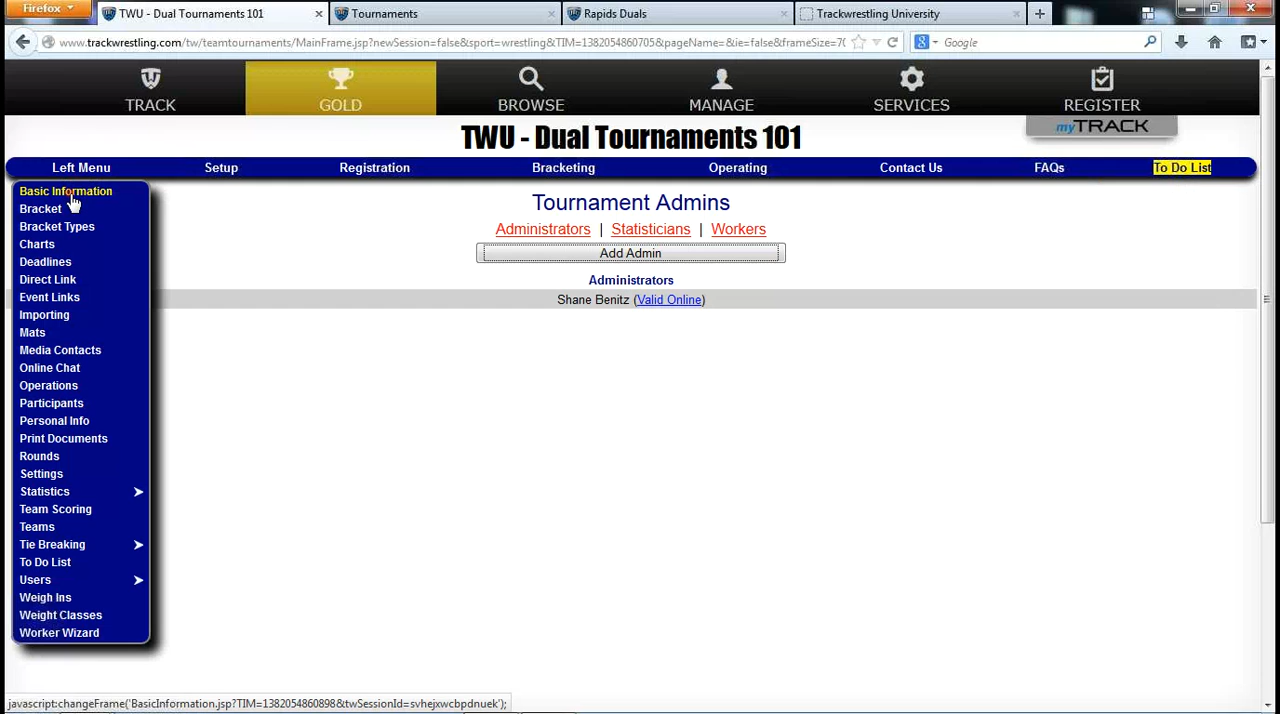 Firefox
TWU - Dual Tournaments 101
Tournaments
Rapids Duals
Trackwrestling University
www.trackwrestling.com/tw/teamtournaments/MainFrame.jsp?newSession=false&sport=wrestling&TIM=1382054860705&pageName=&ie=false&frameSize=70
Google
TRACK
GOLD
BROWSE
MANAGE
SERVICES
REGISTER
myTRACK
TWU - Dual Tournaments 101
Left Menu
Setup
Registration
Bracketing
Operating
Contact Us
FAQs
To Do List
Basic Information
Bracket
Bracket Types
Charts
Deadlines
Direct Link
Event Links
Importing
Mats
Media Contacts
Online Chat
Operations
Participants
Personal Info
Print Documents
Rounds
Settings
Statistics
Team Scoring
Teams
Tie Breaking
To Do List
Users
Weigh Ins
Weight Classes
Worker Wizard
Tournament Admins
Administrators | Statisticians | Workers
Add Admin
Administrators
Shane Benitz (Valid Online)
javascript:changeFrame('BasicInformation.jsp?TIM=1382054860898&twSessionId=svhejxwcbpdnuek');